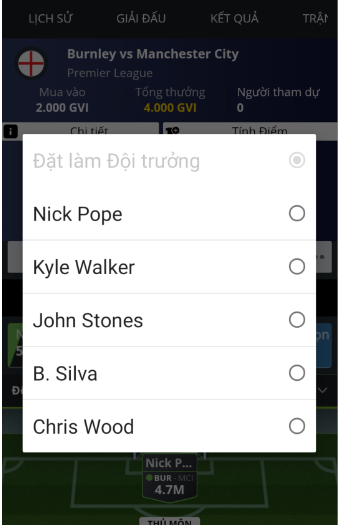 LỊCH SỬ GIẢI ĐẤU KẾT QUẢ
Burnley vs Manchester City
Premier League
Mua vào Tổng thưởng Người tham dự
2.000 GVI 4.000 GVI 0
Chi tiết Tính Điểm
Đặt làm Đội trưởng
Nick Pope
Kyle Walker
John Stones
B. Silva
Chris Wood
Nick P...
BUR - MCI
4.7M
THỦ MÔN